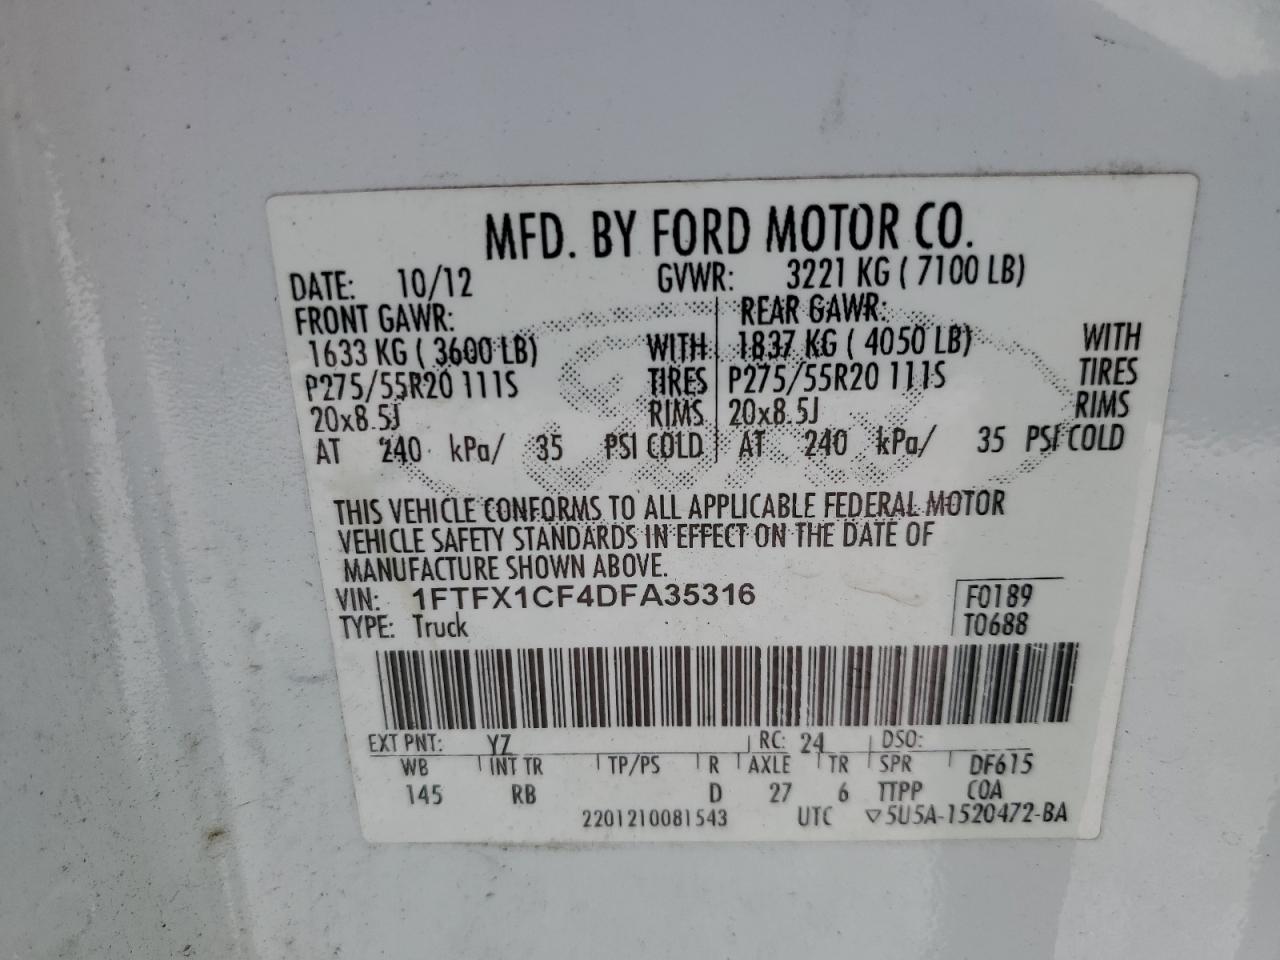 MFD. BY FORD MOTOR CO.
DATE: 10/12 GVWR: 3221 KG ( 7100 LB)
FRONT GAWR: REAR GAWR:
1633 KG ( 3600 LB) WITH 1837 KG ( 4050 LB) WITH
P275/55R20 111S TIRES P275/55R20 111S TIRES
20x8.5J RIMS 20x8.5J RIMS
AT 240 kPa/ 35 PSI COLD AT 240 kPa/ 35 PSI COLD
THIS VEHICLE CONFORMS TO ALL APPLICABLE FEDERAL MOTOR
VEHICLE SAFETY STANDARDS IN EFFECT ON THE DATE OF
MANUFACTURE SHOWN ABOVE.
VIN: 1FTFX1CF4DFA35316 F0189
TYPE: Truck T0688
EXT PNT: YZ RC: 24 DSO:
WB INT TR TP/PS R AXLE TR SPR DF615
145 RB D 27 6 TTPP COA
2201210081543 UTC ▽5U5A-1520472-BA